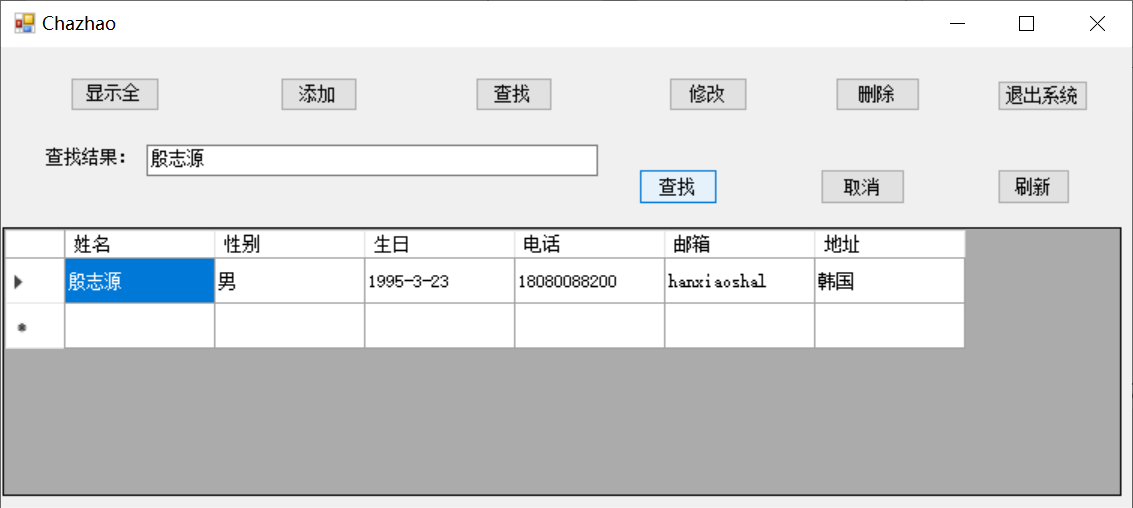 Chazhao
显示全 添加 查找 修改 删除 退出系统
查找结果: 殷志源
查找 取消 刷新
姓名 性别 生日 电话 邮箱 地址
殷志源 男 1995-3-23 18080088200 hanxiaoshal 韩国